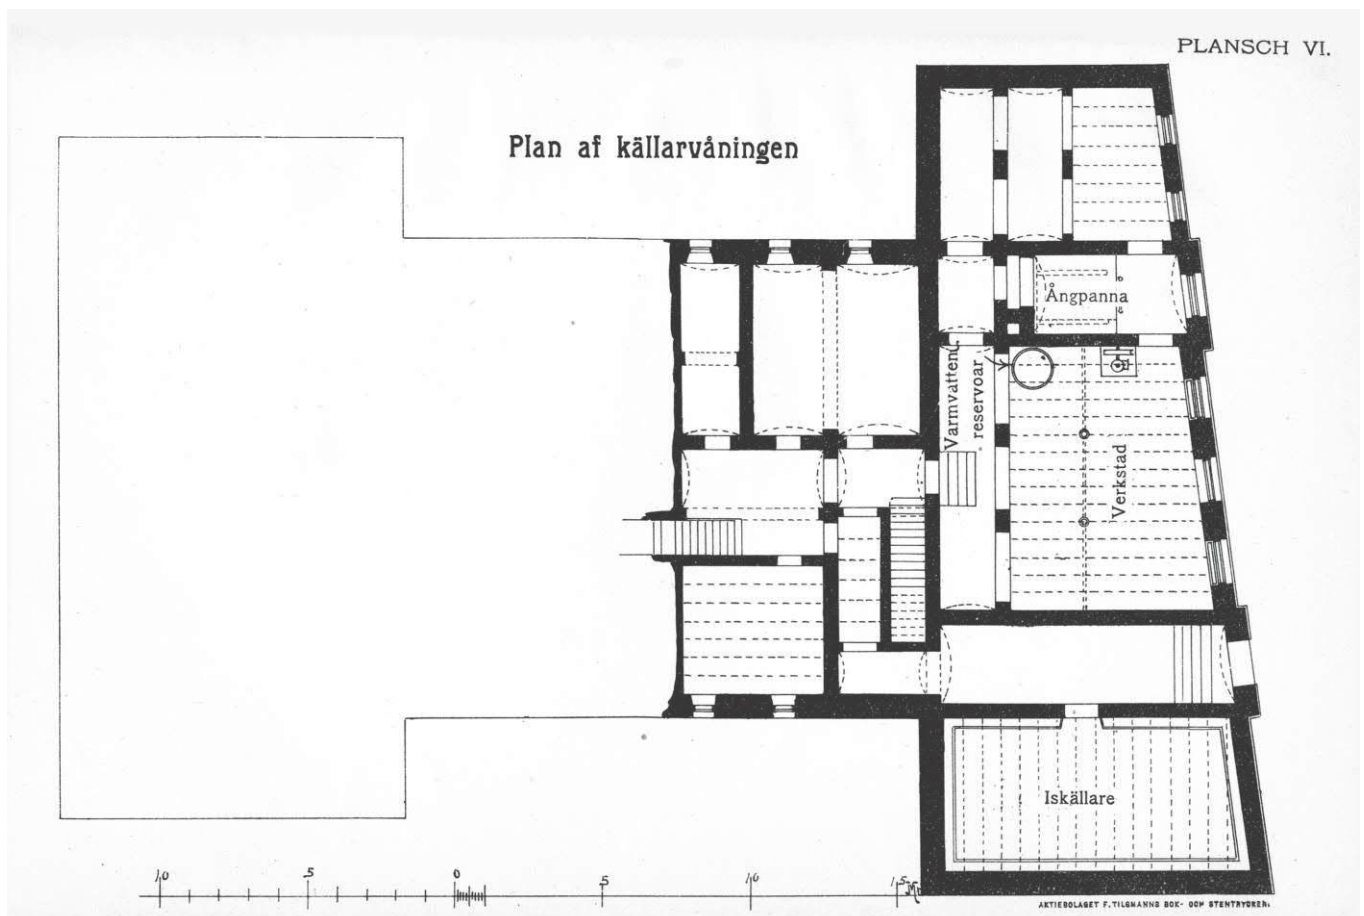 PLANSCH VI.
Plan af källarvåningen
Ångpanna
Varmvatten
reservoar.
Verkstad
Iskällare
10 5 0 5 10 15 M
AKTIEBOLAGET F. TILGMANNS BOK- OCH STENTRYCKERI.